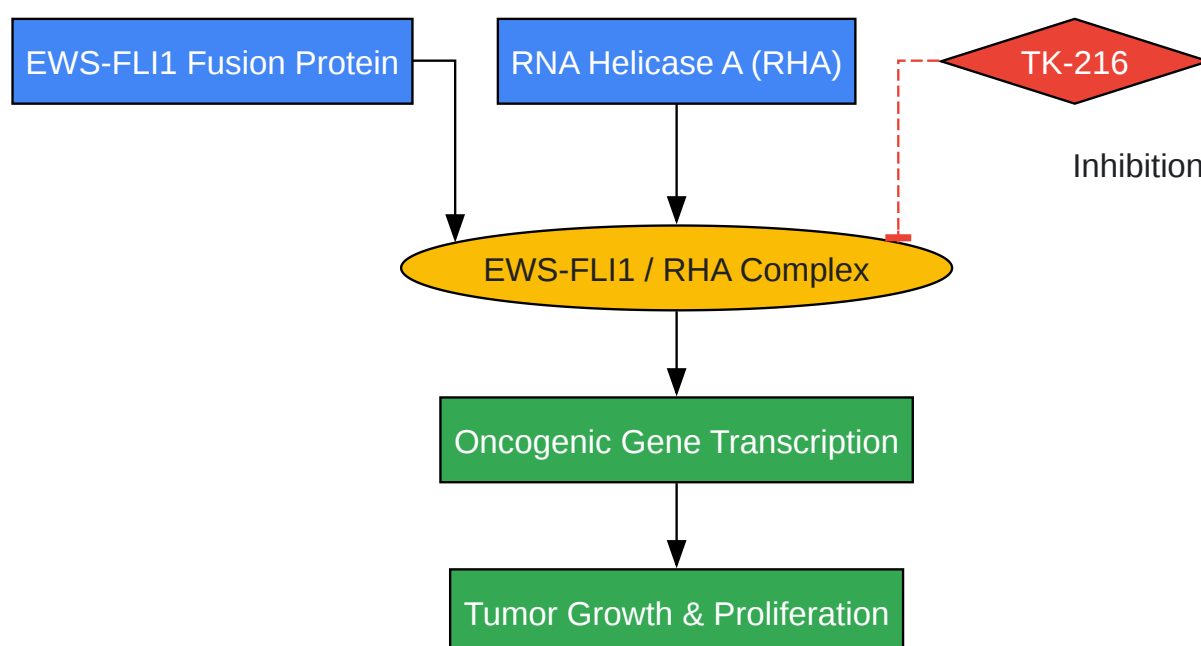 EWS-FLI1 Fusion Protein
RNA Helicase A (RHA)
TK-216
Inhibition
EWS-FLI1 / RHA Complex
Oncogenic Gene Transcription
Tumor Growth & Proliferation